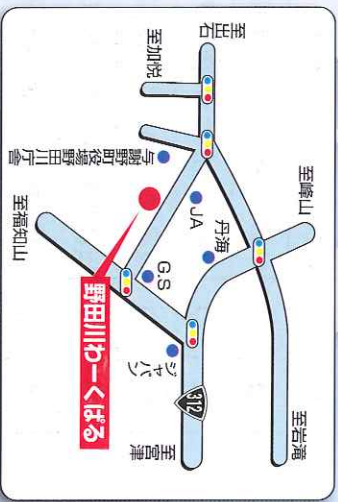 至出石
至加悦
至峰山
与謝野町役場野田川庁舎
JA
丹海
至岩滝
G.S
野田川わーくぱる
至福知山
ジャパン
312
至宮津